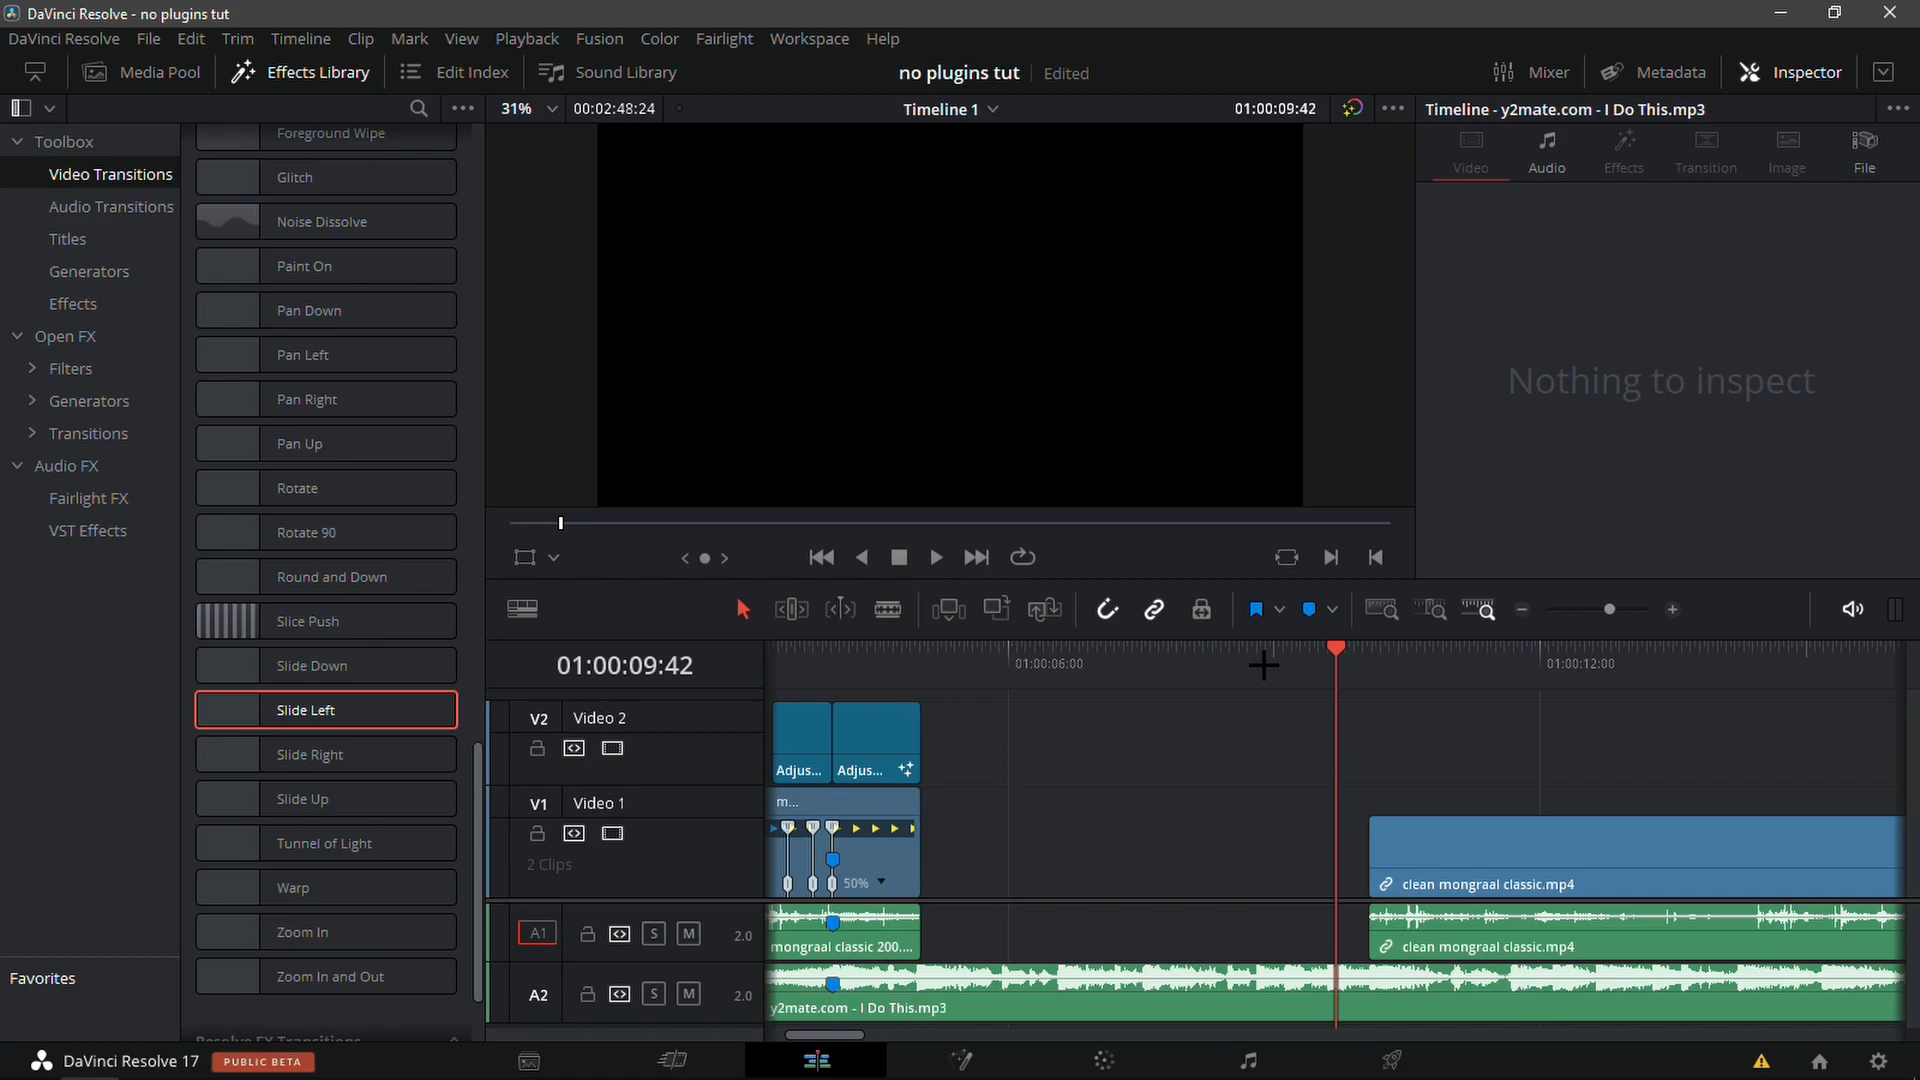 DaVinci Resolve - no plugins tut
DaVinci Resolve File Edit Trim Timeline Clip Mark View Playback Fusion Color Fairlight Workspace Help
Media Pool Effects Library Edit Index Sound Library no plugins tut Edited Mixer Metadata Inspector
31% 00:02:48:24 Timeline 1 01:00:09:42 Timeline - y2mate.com - I Do This.mp3
Toolbox
Video Transitions
Audio Transitions
Titles
Generators
Effects
Open FX
Filters
Generators
Transitions
Audio FX
Fairlight FX
VST Effects
Favorites
Foreground Wipe
Glitch
Noise Dissolve
Paint On
Pan Down
Pan Left
Pan Right
Pan Up
Rotate
Rotate 90
Round and Down
Slice Push
Slide Down
Slide Left
Slide Right
Slide Up
Tunnel of Light
Warp
Zoom In
Zoom In and Out
Resolve FX Transitions
Video Audio Effects Transition Image File
Nothing to inspect
01:00:09:42 01:00:06:00 01:00:12:00
V2 Video 2
Adjus... Adjus...
V1 Video 1
m...
2 Clips
50%
clean mongraal classic.mp4
A1 S M 2.0
mongraal classic 200....
clean mongraal classic.mp4
A2 S M 2.0
y2mate.com - I Do This.mp3
DaVinci Resolve 17 PUBLIC BETA